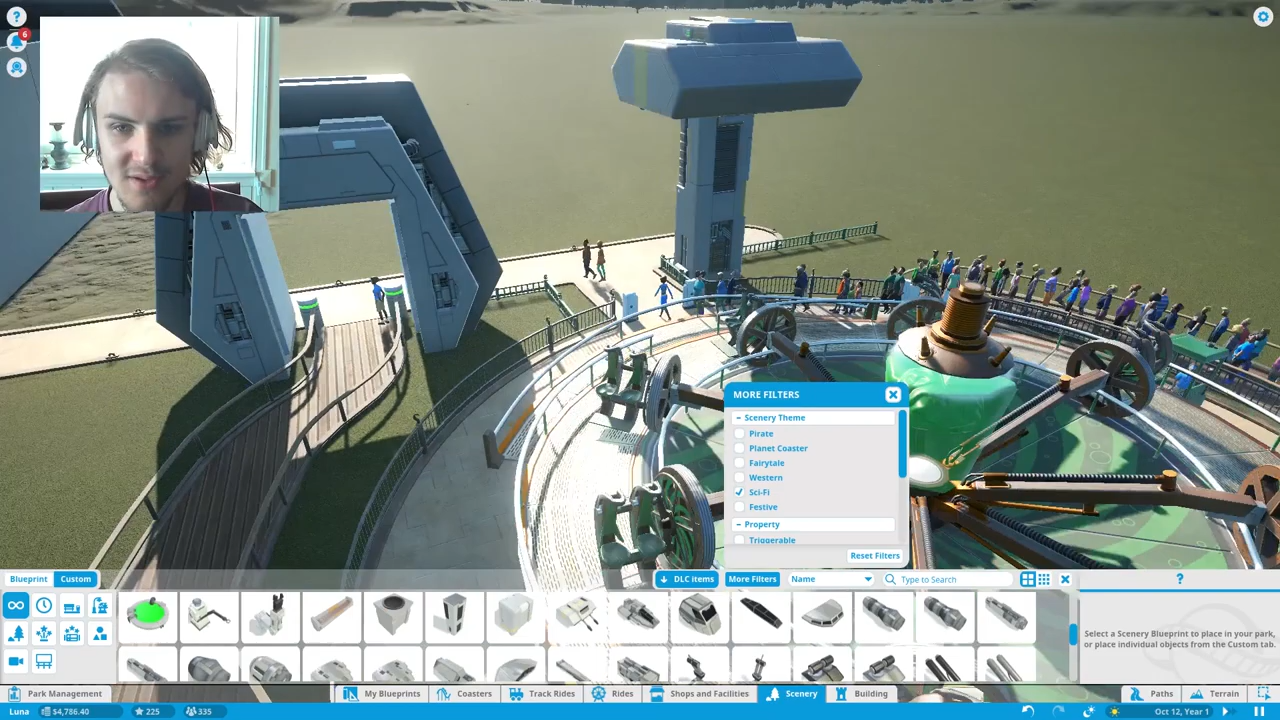 ?
6
MORE FILTERS
− Scenery Theme
Pirate
Planet Coaster
Fairytale
Western
Sci-Fi
Festive
− Property
Triggerable
Reset Filters
Blueprint Custom DLC items More Filters Name Type to Search ?
Select a Scenery Blueprint to place in your park,
or place individual objects from the Custom tab.
Park Management My Blueprints Coasters Track Rides Rides Shops and Facilities Scenery Building Paths Terrain
Luna $4,786.40 225 335 Oct 12, Year 1